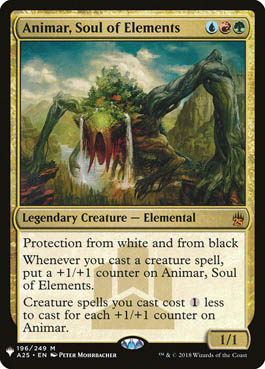 Animar, Soul of Elements
Legendary Creature — Elemental
Protection from white and from black
Whenever you cast a creature spell,
put a +1/+1 counter on Animar, Soul
of Elements.
Creature spells you cast cost 1 less
to cast for each +1/+1 counter on
Animar.
1/1
196/249 M
A25 • EN Peter Mohrbacher
™ & © 2018 Wizards of the Coast